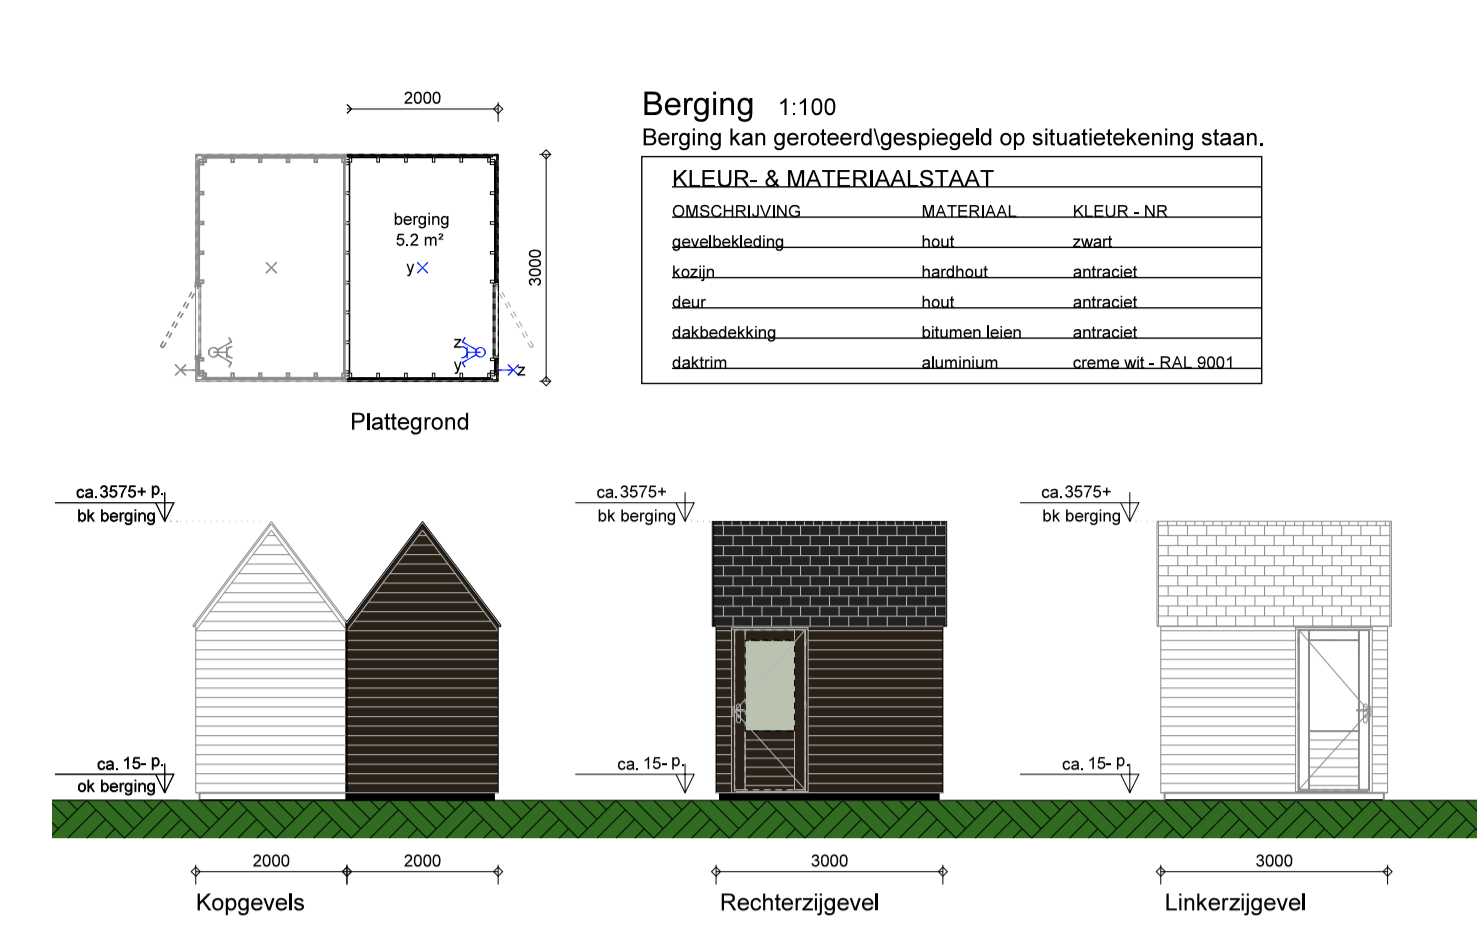 2000
berging
5.2 m²
y
3000
z
y
z
Plattegrond
Berging 1:100
Berging kan geroteerd\gespiegeld op situatietekening staan.
KLEUR- & MATERIAALSTAAT
OMSCHRIJVING MATERIAAL KLEUR - NR
gevelbekleding hout zwart
kozijn hardhout antraciet
deur hout antraciet
dakbedekking bitumen leien antraciet
daktrim aluminium creme wit - RAL 9001
ca.3575+ p.
bk berging
ca. 15- p.
ok berging
2000 2000
Kopgevels
ca.3575+
bk berging
ca. 15- p.
3000
Rechterzijgevel
ca.3575+
bk berging
ca. 15- p.
3000
Linkerzijgevel